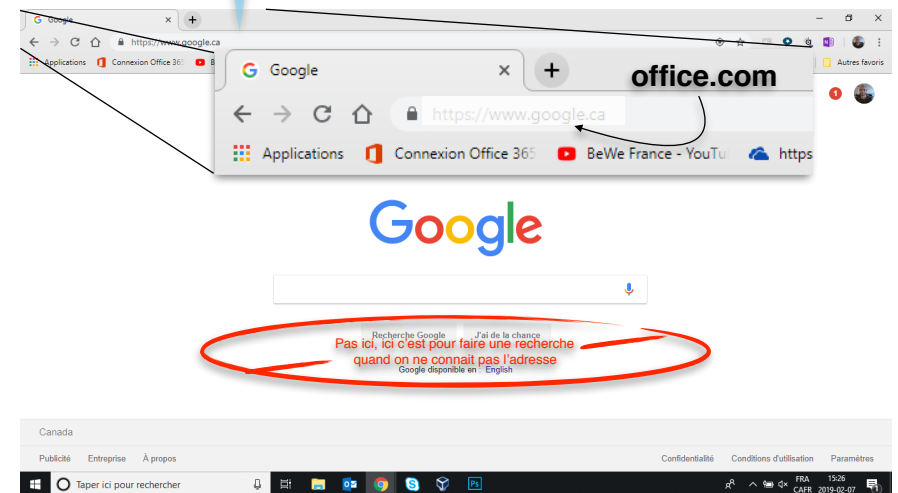 Google
https://www.google.ca
Applications Connexion Office 365 B Autres favoris
Google
office.com
https://www.google.ca
Applications Connexion Office 365 BeWe France - YouTu https
1
Google
Recherche Google J'ai de la chance
Pas ici, ici c'est pour faire une recherche
quand on ne connait pas l'adresse
Google disponible en : English
Canada
Publicité Entreprise À propos Confidentialité Conditions d'utilisation Paramètres
Taper ici pour rechercher FRA 15:26
CAFR 2019-02-07